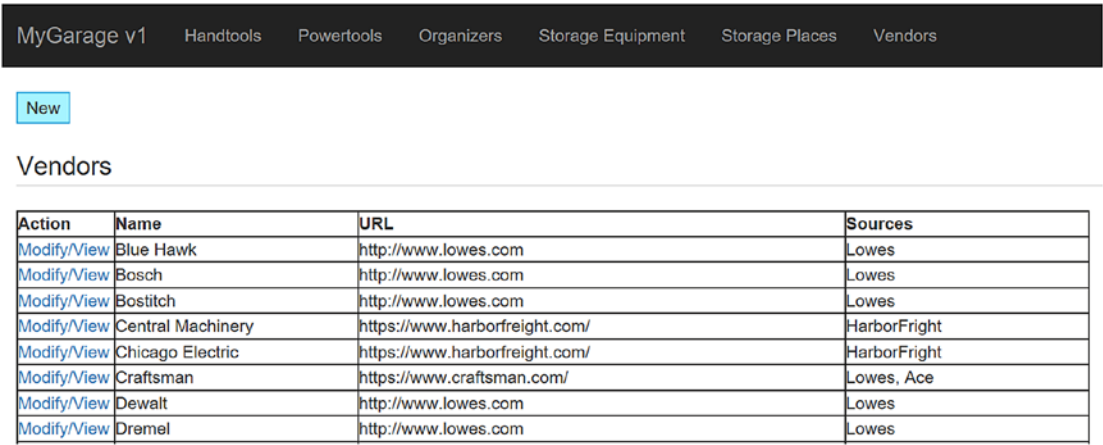 MyGarage v1 Handtools Powertools Organizers Storage Equipment Storage Places Vendors
New
Vendors
Action Name URL Sources
Modify/View Blue Hawk http://www.lowes.com Lowes
Modify/View Bosch http://www.lowes.com Lowes
Modify/View Bostitch http://www.lowes.com Lowes
Modify/View Central Machinery https://www.harborfreight.com/ HarborFright
Modify/View Chicago Electric https://www.harborfreight.com/ HarborFright
Modify/View Craftsman https://www.craftsman.com/ Lowes, Ace
Modify/View Dewalt http://www.lowes.com Lowes
Modify/View Dremel http://www.lowes.com Lowes